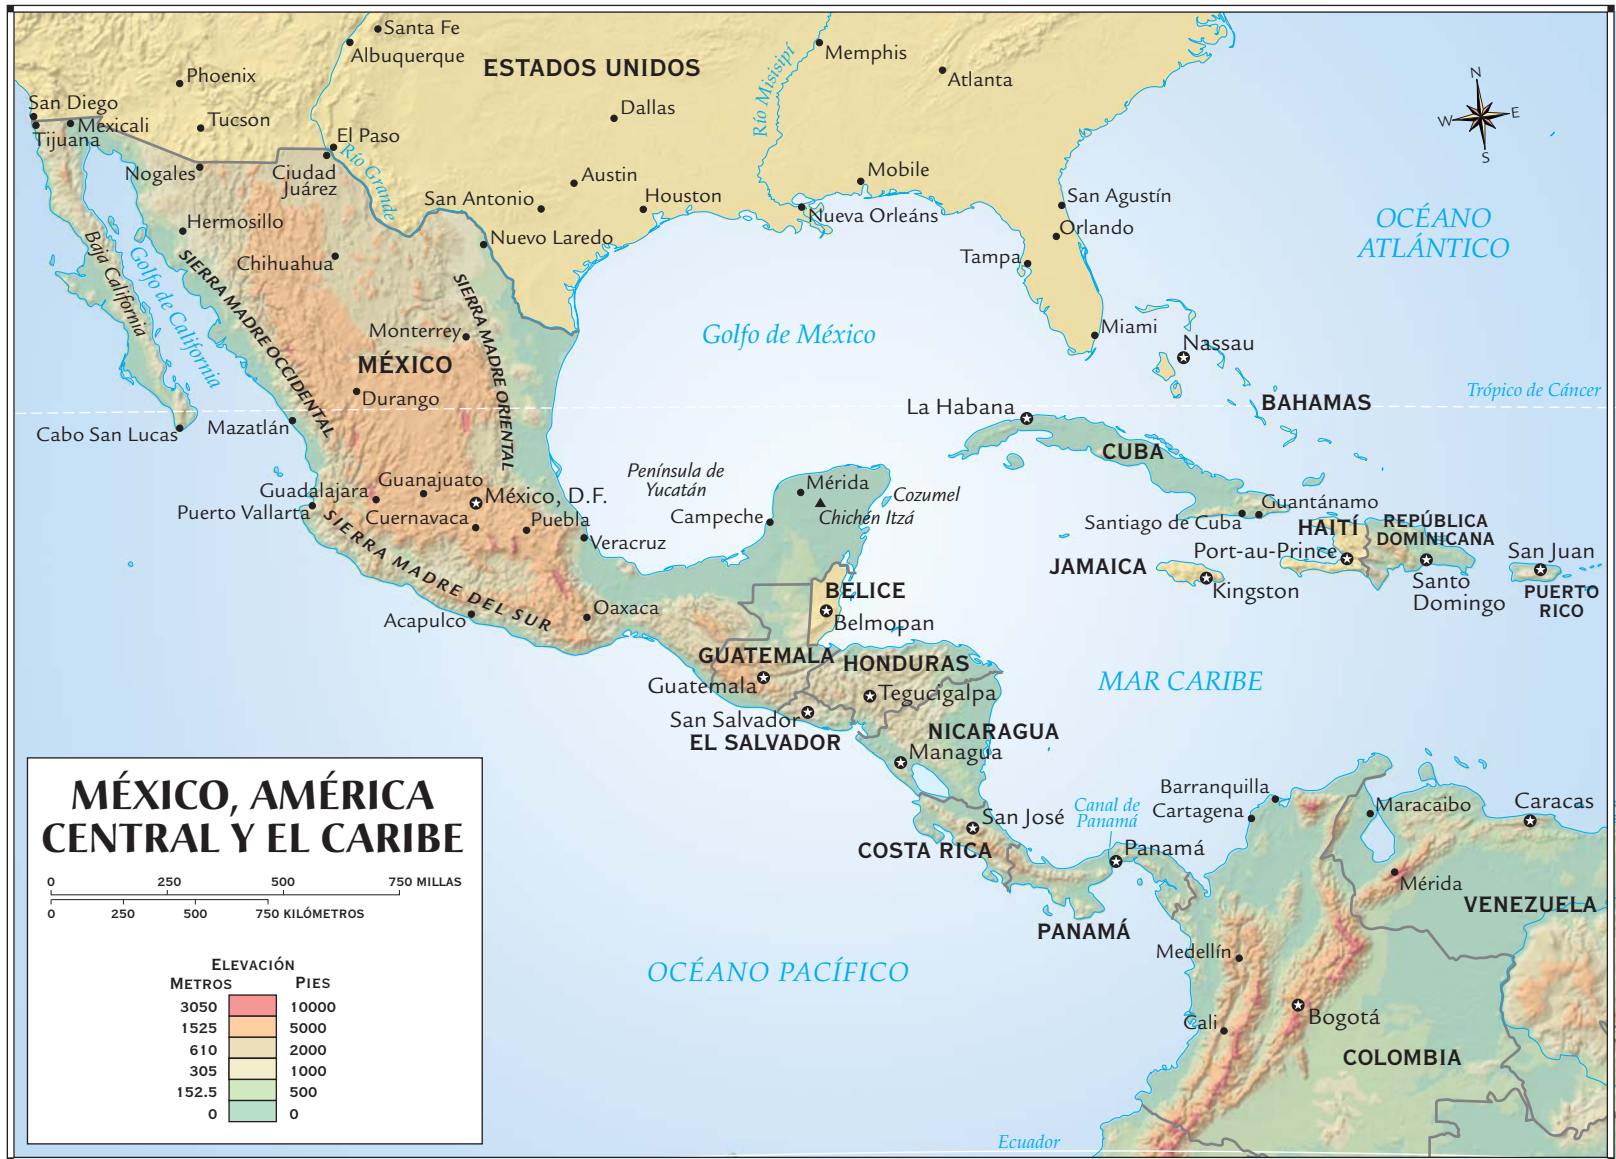 Santa Fe
Albuquerque
ESTADOS UNIDOS
Memphis
Atlanta
Phoenix
Dallas
Río Misisipí
N
W
E
S
San Diego
Mexicali
Tijuana
Tucson
El Paso
Río Grande
Nogales
Ciudad
Juárez
Austin
San Antonio
Houston
Mobile
Nueva Orleáns
San Agustín
Orlando
Tampa
OCÉANO
ATLÁNTICO
Hermosillo
Nuevo Laredo
Chihuahua
Baja California
Golfo de California
SIERRA MADRE OCCIDENTAL
SIERRA MADRE ORIENTAL
Monterrey
Golfo de México
Miami
Nassau
MÉXICO
Durango
Trópico de Cáncer
BAHAMAS
La Habana
Cabo San Lucas
Mazatlán
CUBA
Península de
Yucatán
Mérida
Cozumel
Chichén Itzá
Campeche
Guanajuato
Guadalajara
México, D.F.
Puerto Vallarta
Cuernavaca
Puebla
Veracruz
SIERRA MADRE DEL SUR
Guantánamo
Santiago de Cuba
HAITÍ
REPÚBLICA
DOMINICANA
Port-au-Prince
San Juan
JAMAICA
Kingston
Santo
Domingo
PUERTO
RICO
BELICE
Belmopan
Oaxaca
Acapulco
GUATEMALA
HONDURAS
Guatemala
Tegucigalpa
MAR CARIBE
San Salvador
EL SALVADOR
NICARAGUA
Managua
Barranquilla
Cartagena
Maracaibo
Caracas
Canal de
Panamá
San José
COSTA RICA
Panamá
Mérida
VENEZUELA
PANAMÁ
Medellín
OCÉANO PACÍFICO
Bogotá
Cali
COLOMBIA
Ecuador
MÉXICO, AMÉRICA
CENTRAL Y EL CARIBE
0 250 500 750 MILLAS
0 250 500 750 KILÓMETROS
ELEVACIÓN
METROS PIES
3050 10000
1525 5000
610 2000
305 1000
152.5 500
0 0